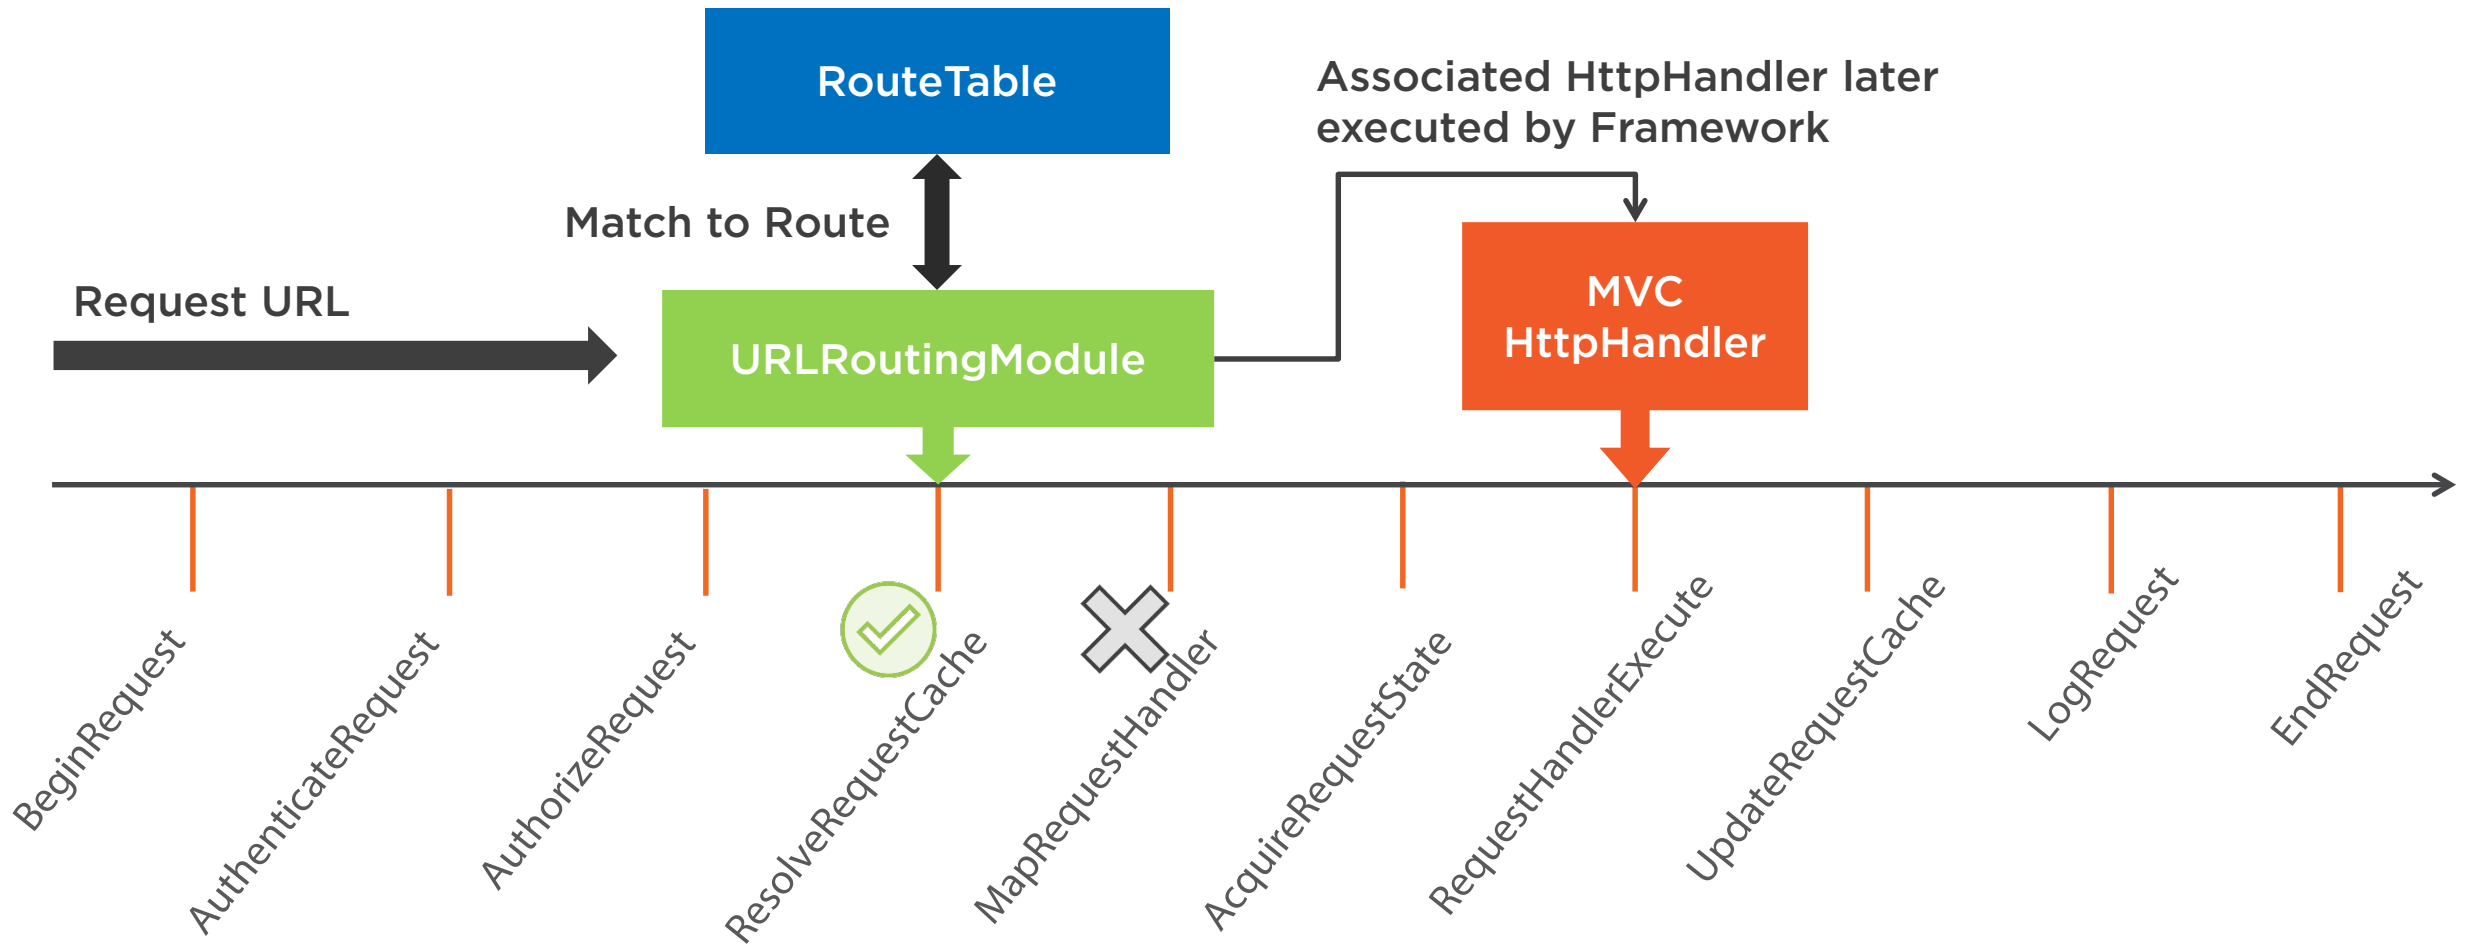 RouteTable
Associated HttpHandler later
executed by Framework
Match to Route
Request URL
URLRoutingModule
MVC
HttpHandler
BeginRequest
AuthenticateRequest
AuthorizeRequest
ResolveRequestCache
MapRequestHandler
AcquireRequestState
RequestHandlerExecute
UpdateRequestCache
LogRequest
EndRequest